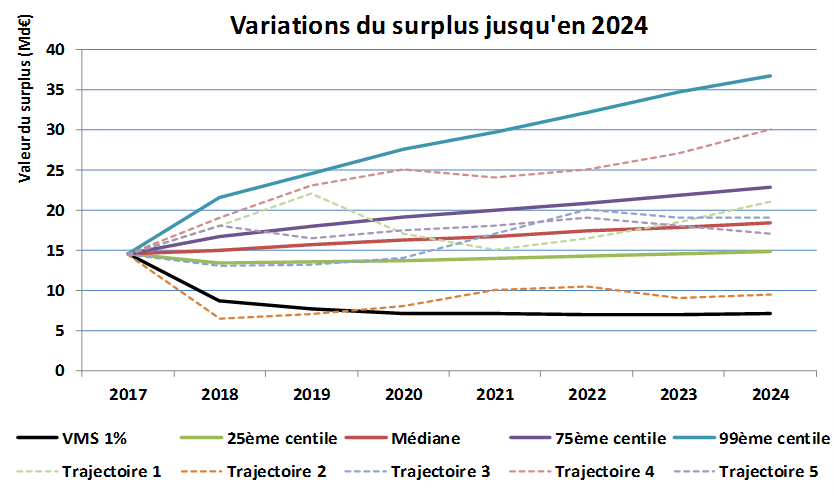 Variations du surplus jusqu'en 2024
Valeur du surplus (Md€)
40
35
30
25
20
15
10
5
0
2017 2018 2019 2020 2021 2022 2023 2024
VMS 1% 25ème centile Médiane 75ème centile 99ème centile
Trajectoire 1 Trajectoire 2 Trajectoire 3 Trajectoire 4 Trajectoire 5